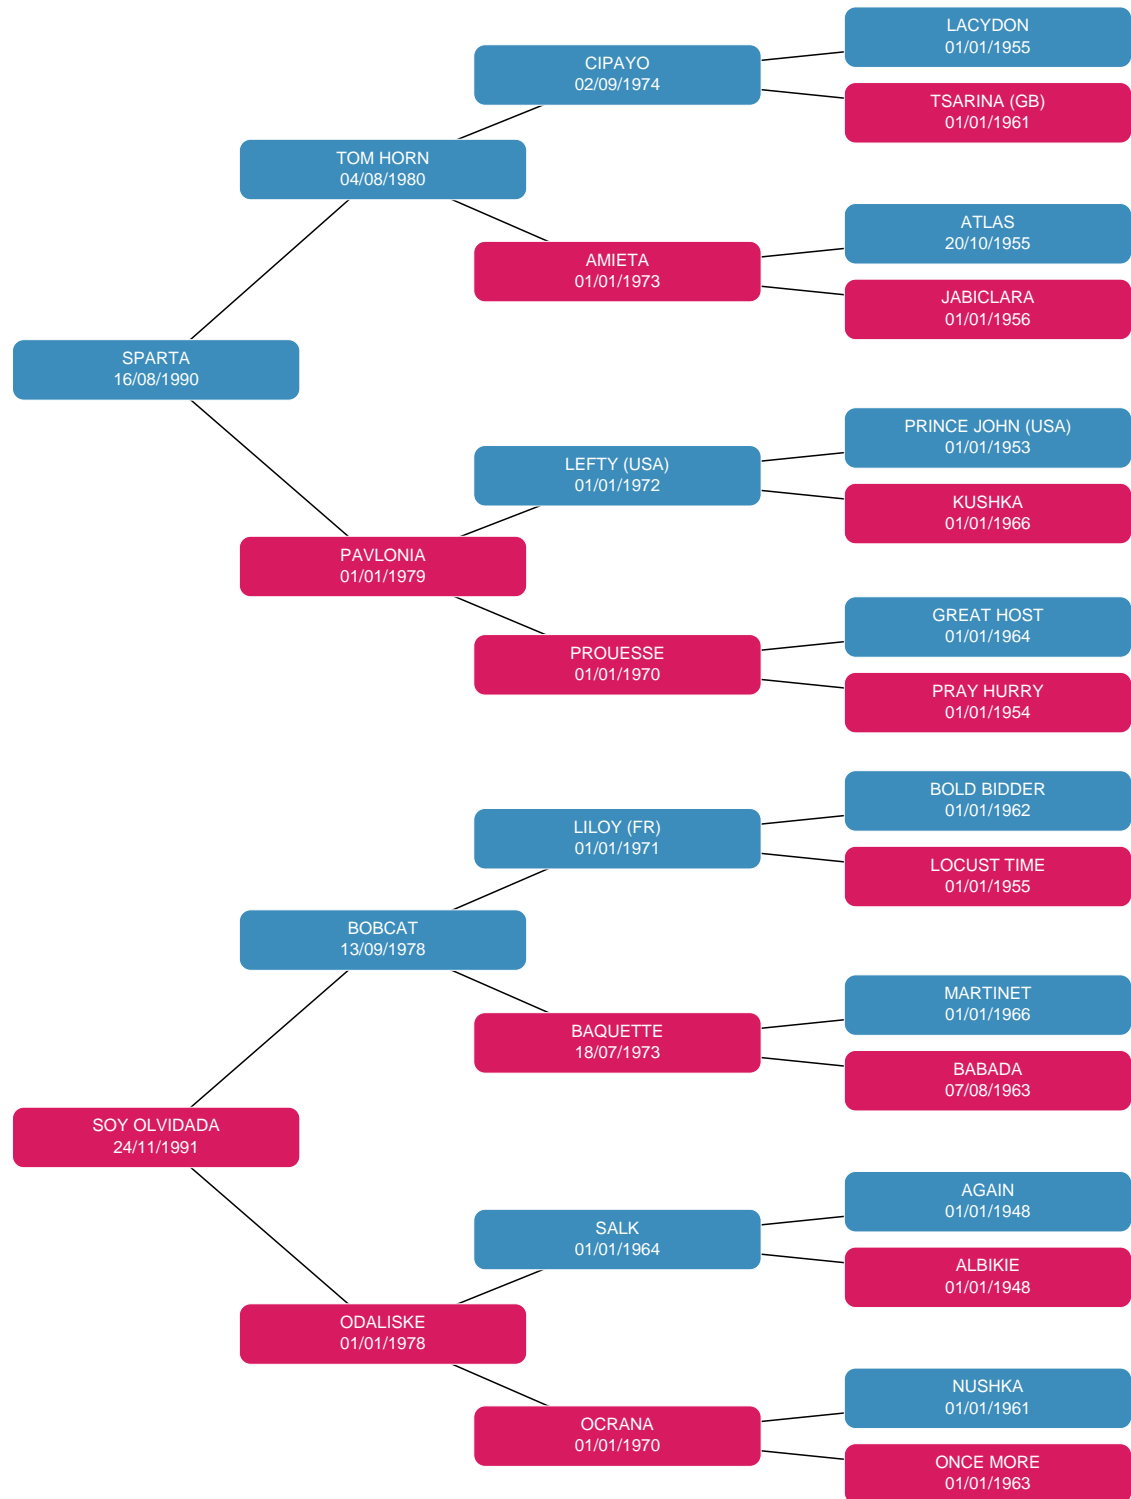 LACYDON
01/01/1955
CIPAYO
02/09/1974
TSARINA (GB)
01/01/1961
TOM HORN
04/08/1980
ATLAS
20/10/1955
AMIETA
01/01/1973
JABICLARA
01/01/1956
SPARTA
16/08/1990
PRINCE JOHN (USA)
01/01/1953
LEFTY (USA)
01/01/1972
KUSHKA
01/01/1966
PAVLONIA
01/01/1979
GREAT HOST
01/01/1964
PROUESSE
01/01/1970
PRAY HURRY
01/01/1954
BOLD BIDDER
01/01/1962
LILOY (FR)
01/01/1971
LOCUST TIME
01/01/1955
BOBCAT
13/09/1978
MARTINET
01/01/1966
BAQUETTE
18/07/1973
BABADA
07/08/1963
SOY OLVIDADA
24/11/1991
AGAIN
01/01/1948
SALK
01/01/1964
ALBIKIE
01/01/1948
ODALISKE
01/01/1978
NUSHKA
01/01/1961
OCRANA
01/01/1970
ONCE MORE
01/01/1963